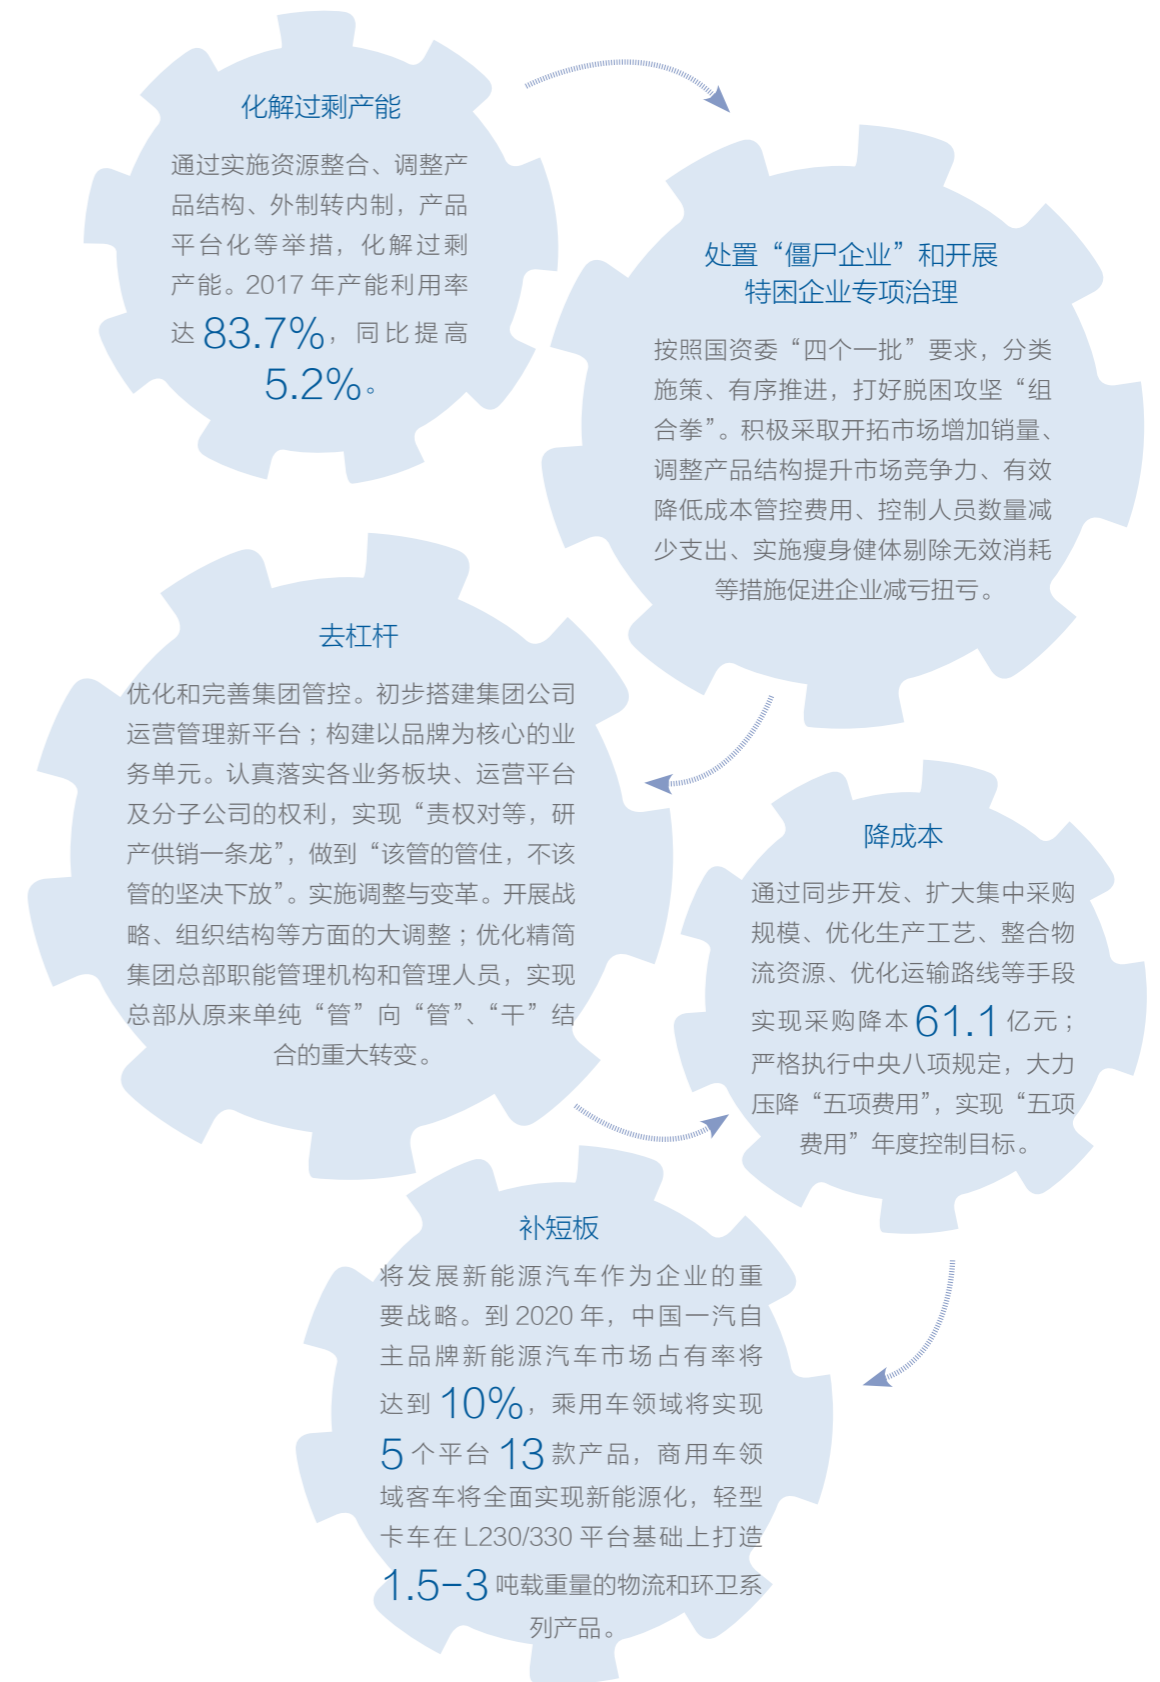 化解过剩产能
通过实施资源整合、调整产
品结构、外制转内制，产品
平台化等举措，化解过剩
产能。2017 年产能利用率
达 83.7%，同比提高
5.2%。
处置“僵尸企业”和开展
特困企业专项治理
按照国资委“四个一批”要求，分类
施策、有序推进，打好脱困攻坚“组
合拳”。积极采取开拓市场增加销量、
调整产品结构提升市场竞争力、有效
降低成本管控费用、控制人员数量减
少支出、实施瘦身健体剔除无效消耗
等措施促进企业减亏扭亏。
去杠杆
优化和完善集团管控。初步搭建集团公司
运营管理新平台；构建以品牌为核心的业
务单元。认真落实各业务板块、运营平台
及分子公司的权利，实现“责权对等，研
产供销一条龙”，做到“该管的管住，不该
管的坚决下放”。实施调整与变革。开展战
略、组织结构等方面的大调整；优化精简
集团总部职能管理机构和管理人员，实现
总部从原来单纯“管”向“管”、“干”结
合的重大转变。
降成本
通过同步开发、扩大集中采购
规模、优化生产工艺、整合物
流资源、优化运输路线等手段
实现采购降本 61.1 亿元；
严格执行中央八项规定，大力
压降“五项费用”，实现“五项
费用”年度控制目标。
补短板
将发展新能源汽车作为企业的重
要战略。到 2020 年，中国一汽自
主品牌新能源汽车市场占有率将
达到 10%，乘用车领域将实现
5 个平台 13 款产品，商用车领
域客车将全面实现新能源化，轻型
卡车在 L230/330 平台基础上打造
1.5-3 吨载重量的物流和环卫系
列产品。